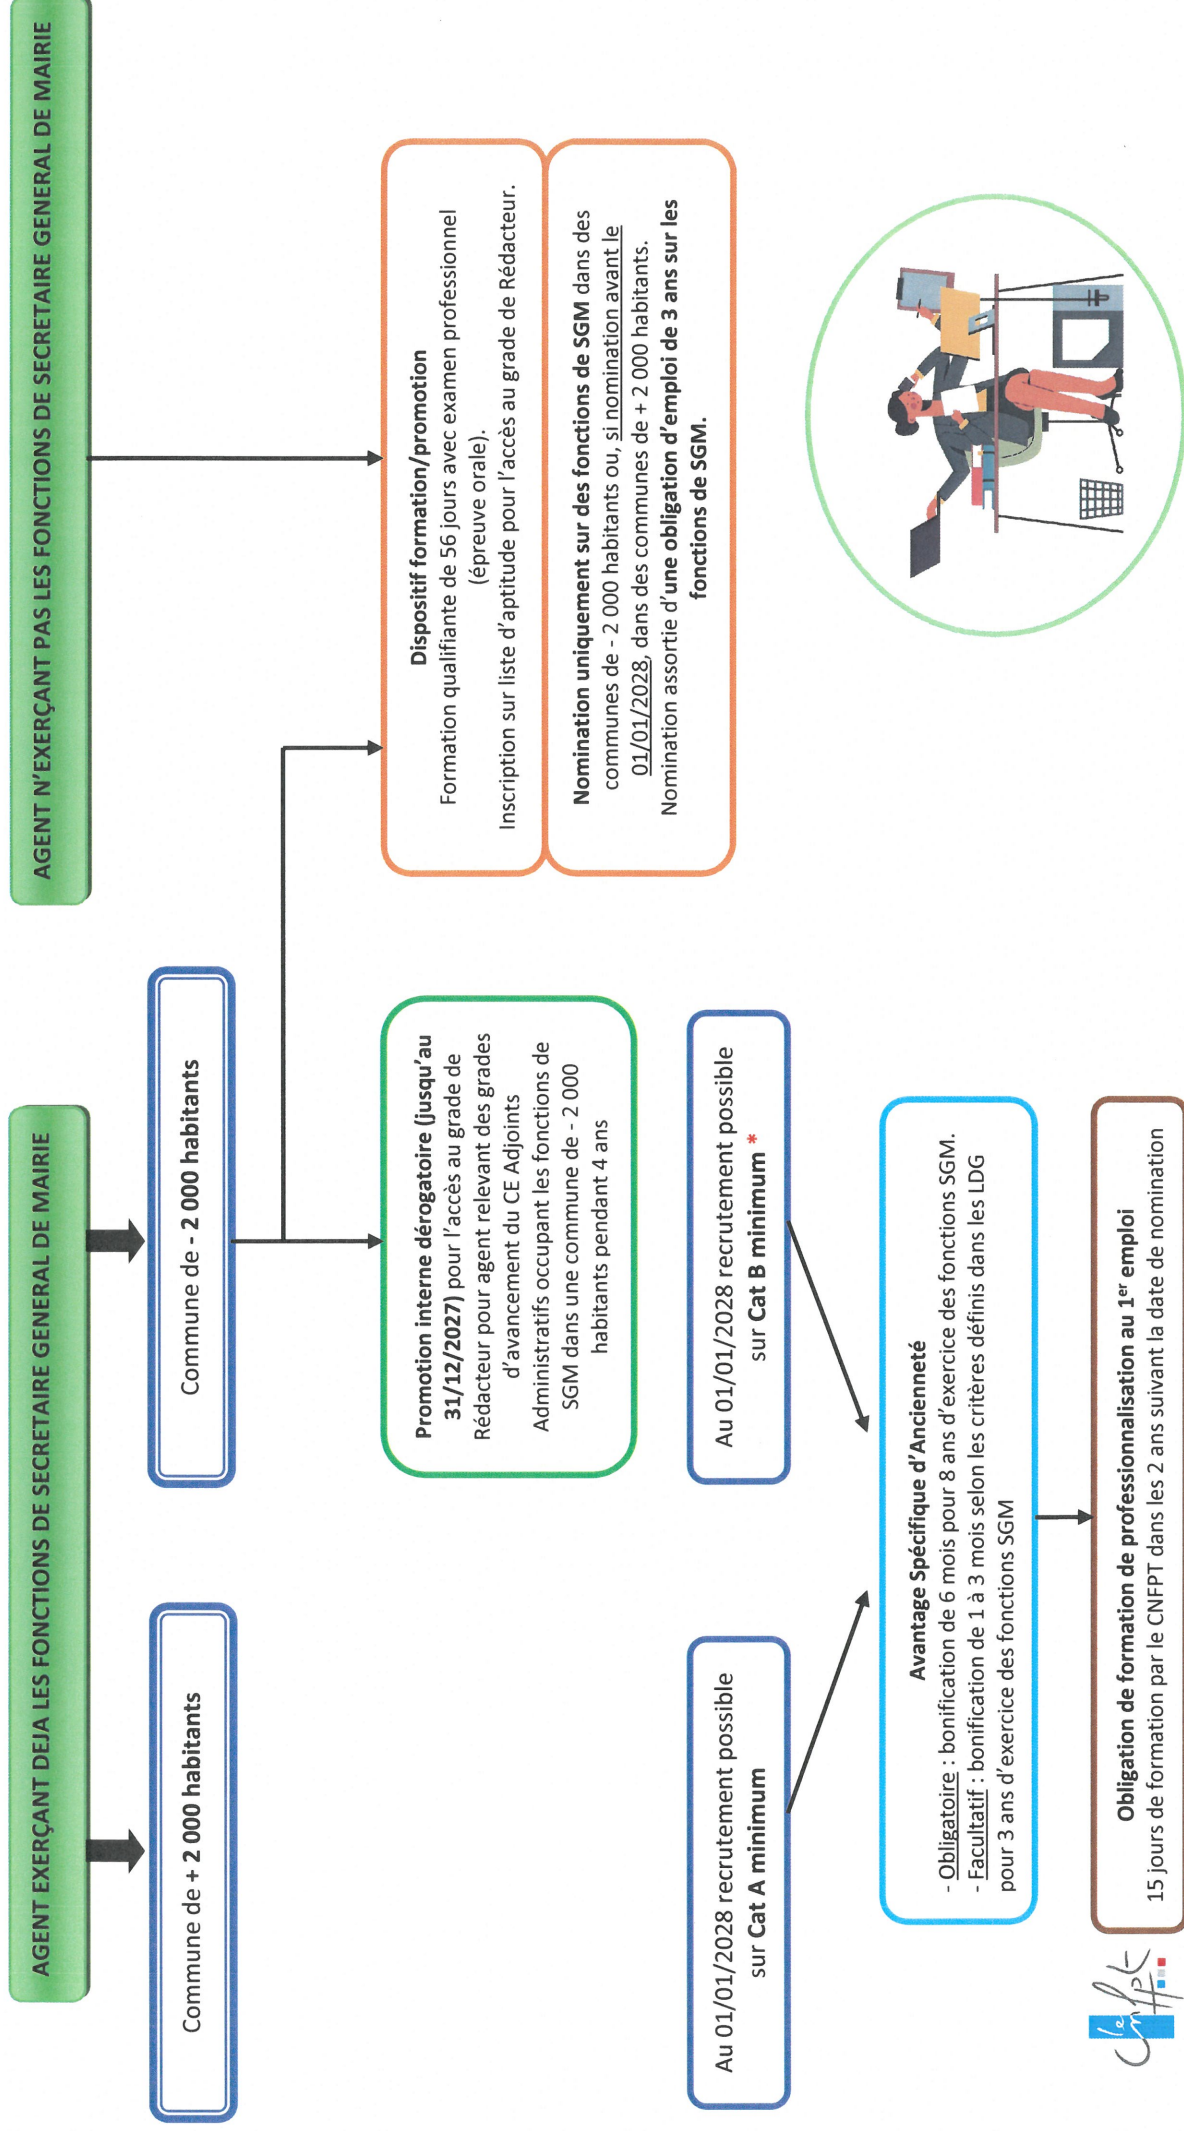 AGENT EXERÇANT DEJA LES FONCTIONS DE SECRETAIRE GENERAL DE MAIRIE
AGENT N'EXERÇANT PAS LES FONCTIONS DE SECRETAIRE GENERAL DE MAIRIE
Commune de + 2 000 habitants
Commune de - 2 000 habitants
Promotion interne dérogatoire (jusqu'au
31/12/2027) pour l'accès au grade de
Rédacteur pour agent relevant des grades
d'avancement du CE Adjoints
Administratifs occupant les fonctions de
SGM dans une commune de - 2 000
habitants pendant 4 ans
Dispositif formation/promotion
Formation qualifiante de 56 jours avec examen professionnel
(épreuve orale).
Inscription sur liste d'aptitude pour l'accès au grade de Rédacteur.
Nomination uniquement sur des fonctions de SGM dans des
communes de - 2 000 habitants ou, si nomination avant le
01/01/2028, dans des communes de + 2 000 habitants.
Nomination assortie d'une obligation d'emploi de 3 ans sur les
fonctions de SGM.
Au 01/01/2028 recrutement possible
sur Cat A minimum
Au 01/01/2028 recrutement possible
sur Cat B minimum *
Avantage Spécifique d'Ancienneté
- Obligatoire : bonification de 6 mois pour 8 ans d'exercice des fonctions SGM.
- Facultatif : bonification de 1 à 3 mois selon les critères définis dans les LDG
pour 3 ans d'exercice des fonctions SGM
Obligation de formation de professionnalisation au 1er emploi
15 jours de formation par le CNFPT dans les 2 ans suivant la date de nomination
le cnfpt